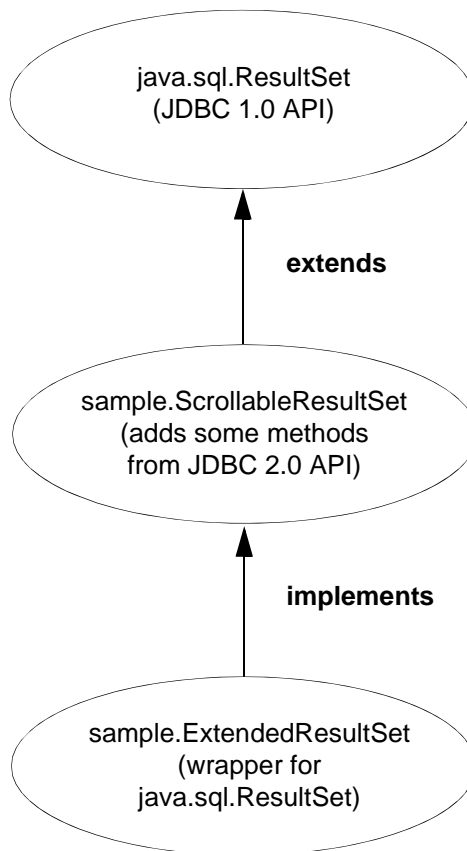 java.sql.ResultSet
(JDBC 1.0 API)
extends
sample.ScrollableResultSet
(adds some methods
from JDBC 2.0 API)
implements
sample.ExtendedResultSet
(wrapper for
java.sql.ResultSet)